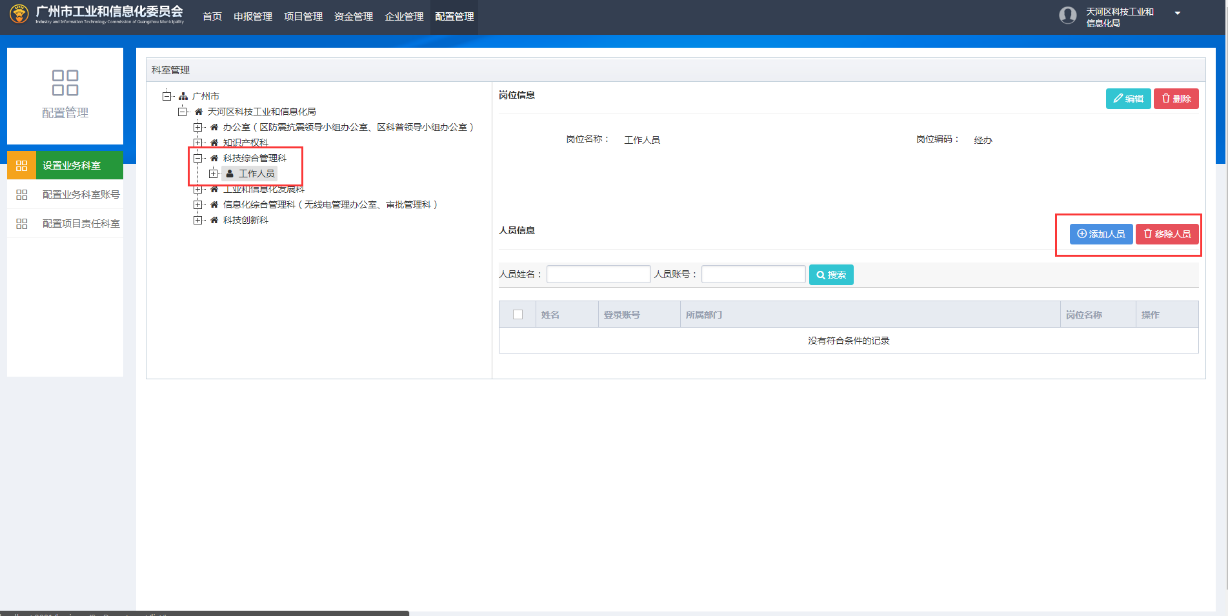 广州市工业和信息化委员会
Industry and Information Technology Commission of Guangzhou Municipality
首页 申报管理 项目管理 资金管理 企业管理 配置管理
天河区科技工业和
信息化局
配置管理
设置业务科室
配置业务科室账号
配置项目责任科室
科室管理
广州市
天河区科技工业和信息化局
办公室（区防震抗震领导小组办公室、区科普领导小组办公室）
知识产权科
科技综合管理科
工作人员
工业和信息化发展科
信息化综合管理科（无线电管理办公室、审批管理科）
科技创新科
岗位信息
编辑 删除
岗位名称： 工作人员 岗位编码： 经办
人员信息
添加人员 移除人员
人员姓名： 人员账号： 搜索
姓名 登录账号 所属部门 岗位名称 操作
没有符合条件的记录